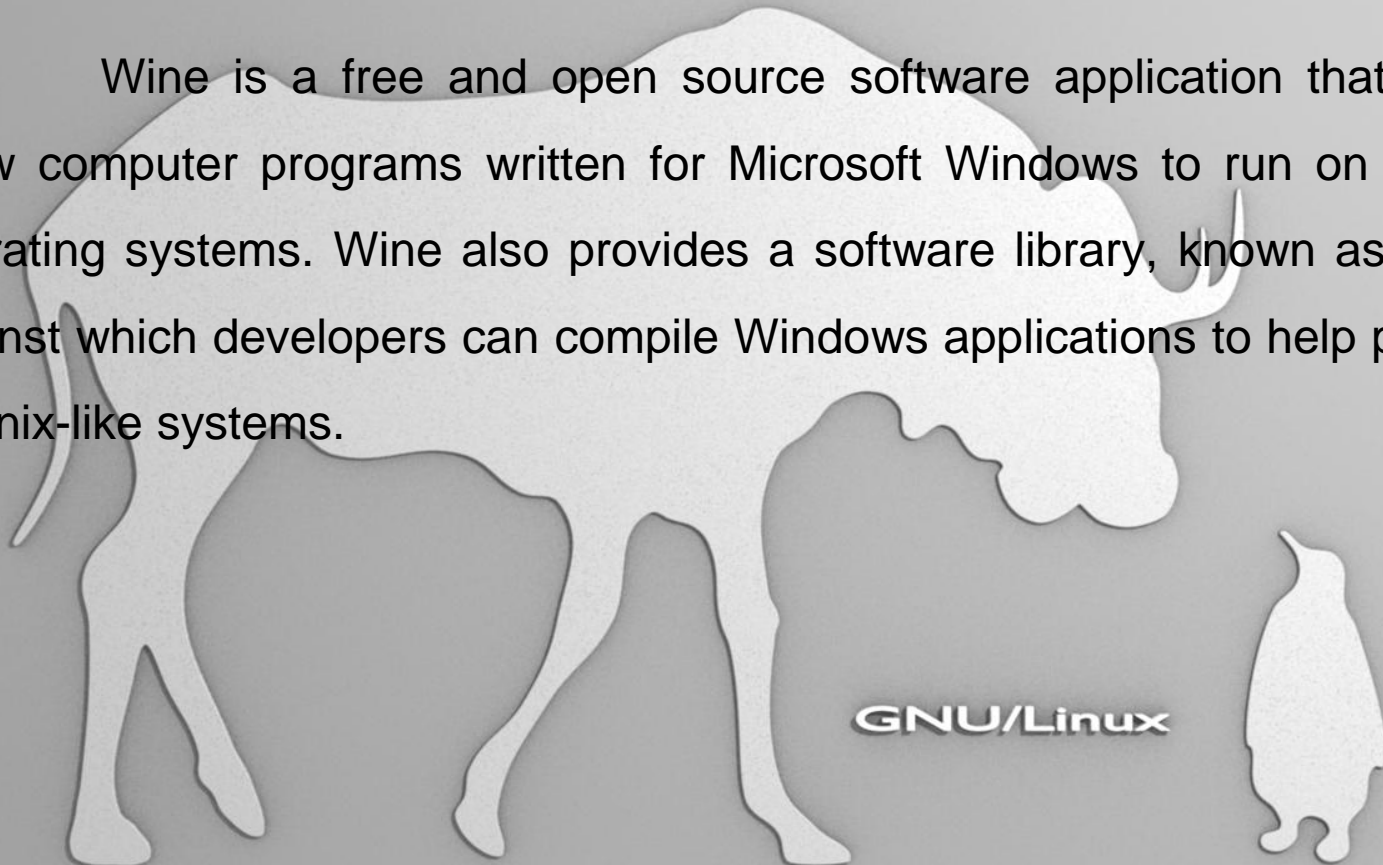 Wine is a free and open source software application that
w computer programs written for Microsoft Windows to run on
rating systems. Wine also provides a software library, known as
nst which developers can compile Windows applications to help p
nix-like systems.
GNU/Linux